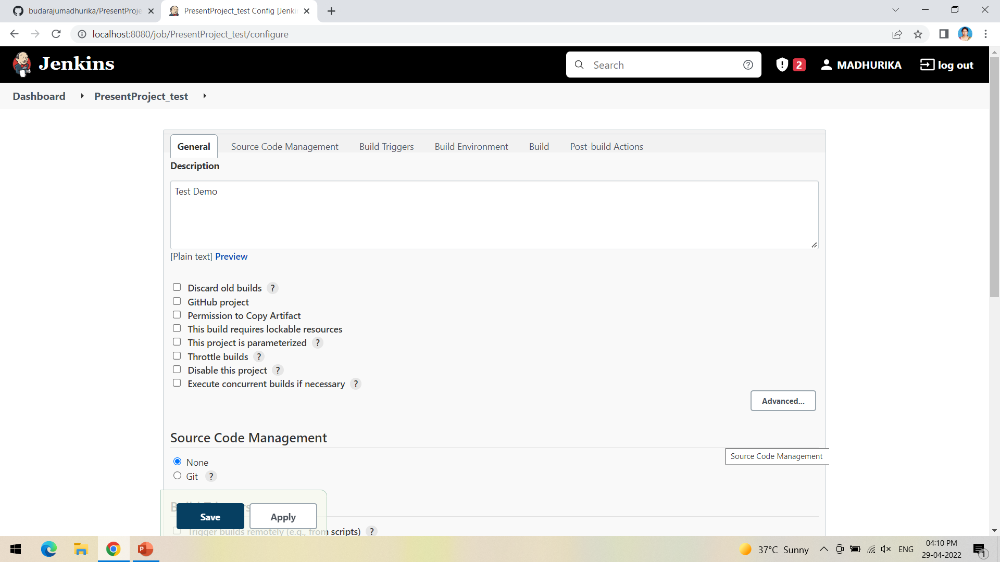 budarajumadhurika/PresentProje
PresentProject_test Config [Jenki
localhost:8080/job/PresentProject_test/configure
Jenkins
Search
2
MADHURIKA
log out
Dashboard
PresentProject_test
General
Source Code Management
Build Triggers
Build Environment
Build
Post-build Actions
Description
Test Demo
[Plain text] Preview
Discard old builds ?
GitHub project
Permission to Copy Artifact
This build requires lockable resources
This project is parameterized ?
Throttle builds ?
Disable this project ?
Execute concurrent builds if necessary ?
Advanced...
Source Code Management
Source Code Management
None
Git ?
Save
Apply
Trigger builds remotely (e.g., from scripts) ?
37°C Sunny
ENG
04:10 PM
29-04-2022
1